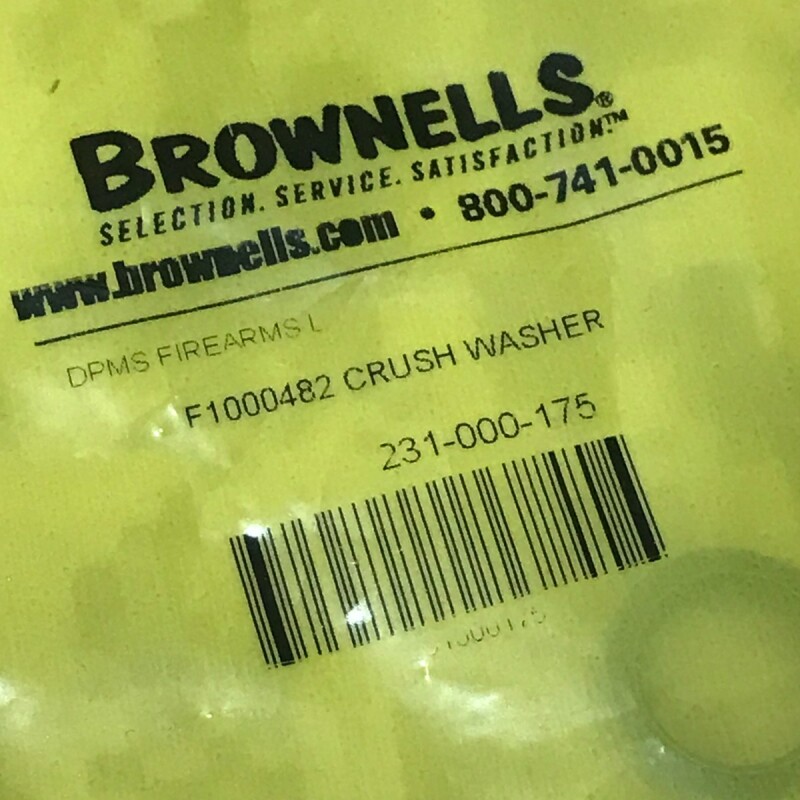 BROWNELLS®
SELECTION. SERVICE. SATISFACTION.™
www.brownells.com • 800-741-0015
DPMS FIREARMS L
F1000482 CRUSH WASHER
231-000-175